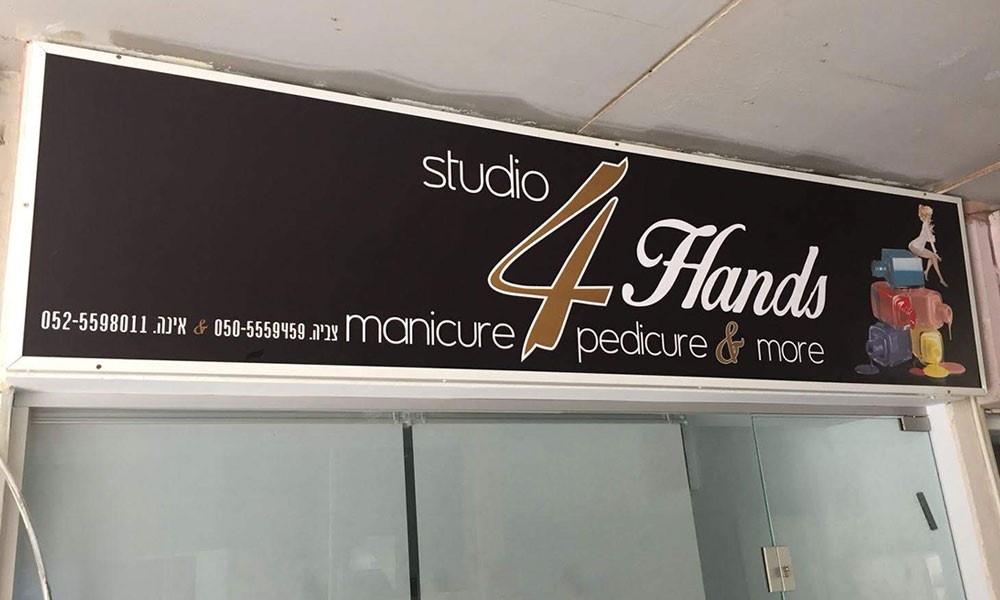 studio
4 Hands
manicure pedicure & more
צביה. 050-5559459 & אינה. 052-5598011